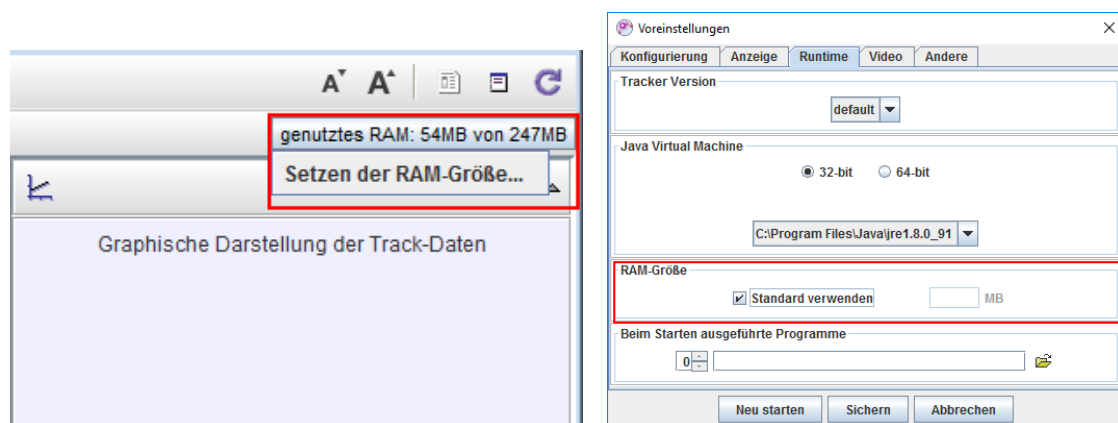 A˅ A˄
genutztes RAM: 54MB von 247MB
Setzen der RAM-Größe...
Graphische Darstellung der Track-Daten
Voreinstellungen
Konfigurierung Anzeige Runtime Video Andere
Tracker Version
default
Java Virtual Machine
32-bit 64-bit
C:\Program Files\Java\jre1.8.0_91
RAM-Größe
Standard verwenden MB
Beim Starten ausgeführte Programme
0
Neu starten Sichern Abbrechen